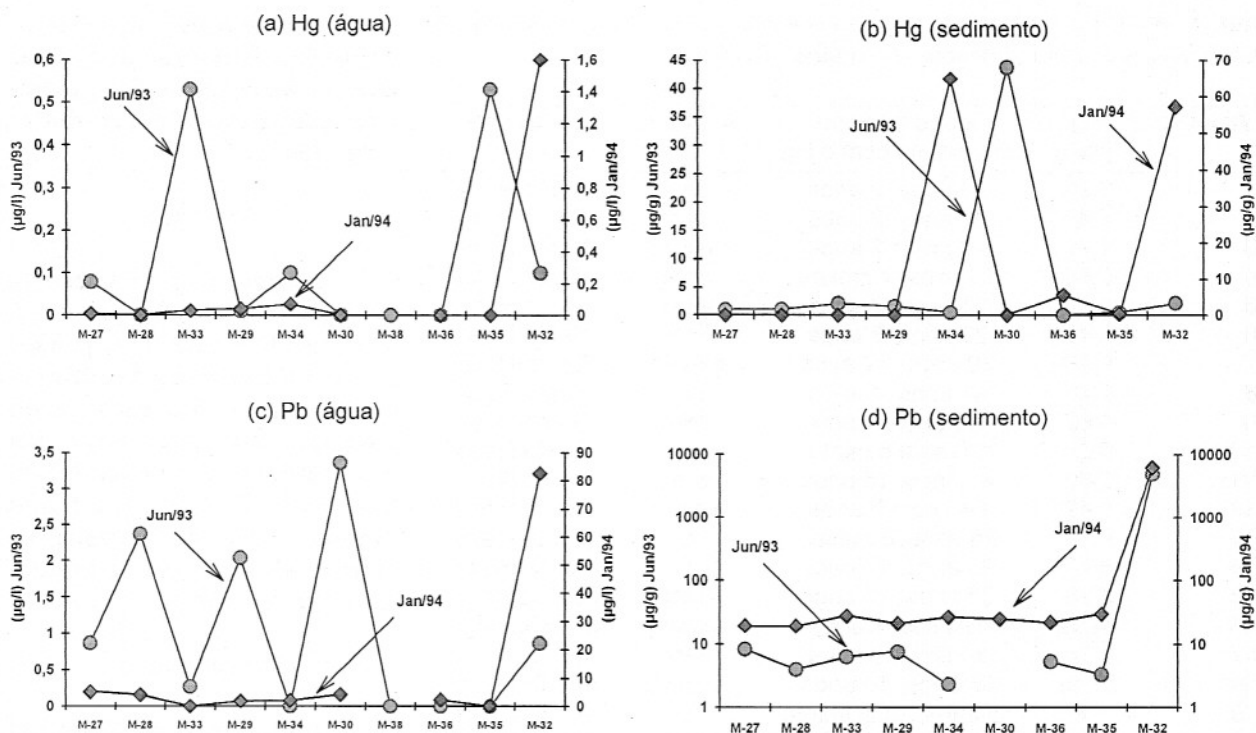 (a) Hg (água)
0,6
0,5
0,4
0,3
0,2
0,1
0
(µg/l) Jun/93
1,6
1,4
1,2
1
0,8
0,6
0,4
0,2
0
(µg/l) Jan/94
Jun/93
Jan/94
M-27 M-28 M-33 M-29 M-34 M-30 M-38 M-36 M-35 M-32
(b) Hg (sedimento)
45
40
35
30
25
20
15
10
5
0
(µg/g) Jun/93
70
60
50
40
30
20
10
0
(µg/g) Jan/94
Jun/93
Jan/94
M-27 M-28 M-33 M-29 M-34 M-30 M-36 M-35 M-32
(c) Pb (água)
3,5
3
2,5
2
1,5
1
0,5
0
(µg/l) Jun/93
90
80
70
60
50
40
30
20
10
0
(µg/l) Jan/94
Jun/93
Jan/94
M-27 M-28 M-33 M-29 M-34 M-30 M-38 M-36 M-35 M-32
(d) Pb (sedimento)
10000
1000
100
10
1
(µg/g) Jun/93
10000
1000
100
10
1
(µg/g) Jan/94
Jun/93
Jan/94
M-27 M-28 M-33 M-29 M-34 M-30 M-36 M-35 M-32